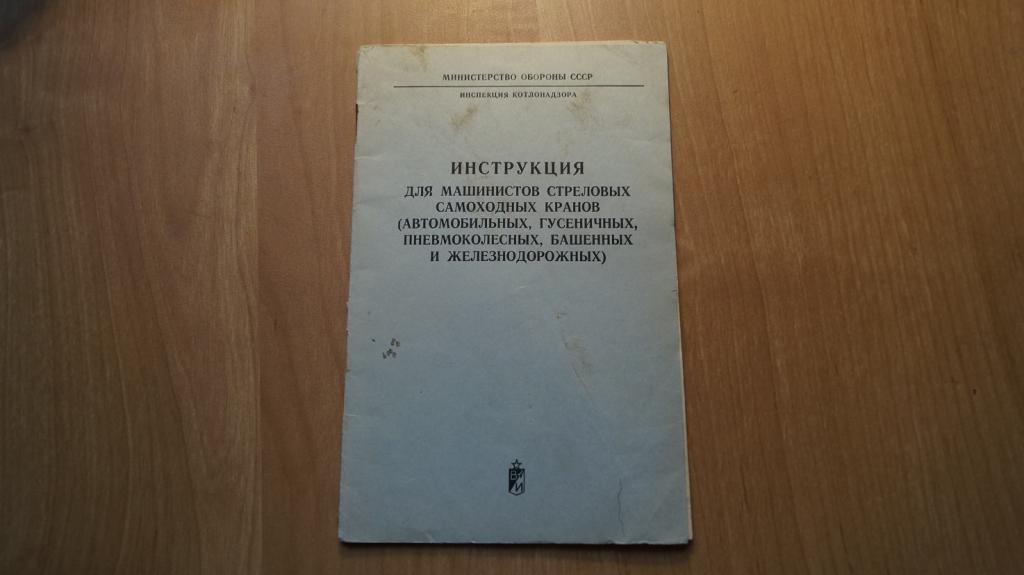 МИНИСТЕРСТВО ОБОРОНЫ СССР
ИНСПЕКЦИЯ КОТЛОНАДЗОРА
ИНСТРУКЦИЯ
ДЛЯ МАШИНИСТОВ СТРЕЛОВЫХ
САМОХОДНЫХ КРАНОВ
(АВТОМОБИЛЬНЫХ, ГУСЕНИЧНЫХ,
ПНЕВМОКОЛЕСНЫХ, БАШЕННЫХ
И ЖЕЛЕЗНОДОРОЖНЫХ)